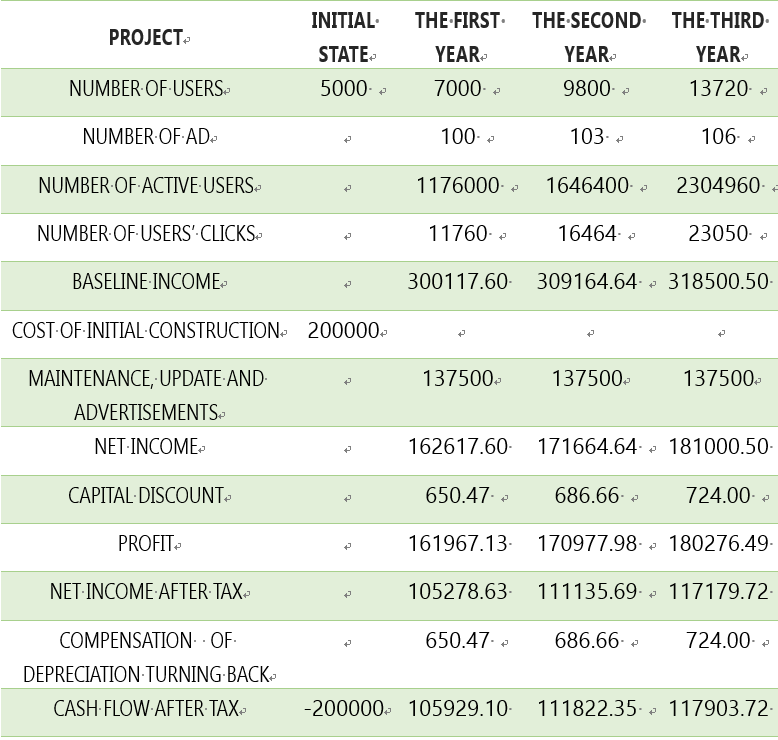 PROJECT INITIAL STATE THE FIRST YEAR THE SECOND YEAR THE THIRD YEAR
NUMBER OF USERS 5000 7000 9800 13720
NUMBER OF AD 100 103 106
NUMBER OF ACTIVE USERS 1176000 1646400 2304960
NUMBER OF USERS' CLICKS 11760 16464 23050
BASELINE INCOME 300117.60 309164.64 318500.50
COST OF INITIAL CONSTRUCTION 200000
MAINTENANCE, UPDATE AND ADVERTISEMENTS 137500 137500 137500
NET INCOME 162617.60 171664.64 181000.50
CAPITAL DISCOUNT 650.47 686.66 724.00
PROFIT 161967.13 170977.98 180276.49
NET INCOME AFTER TAX 105278.63 111135.69 117179.72
COMPENSATION OF DEPRECIATION TURNING BACK 650.47 686.66 724.00
CASH FLOW AFTER TAX -200000 105929.10 111822.35 117903.72